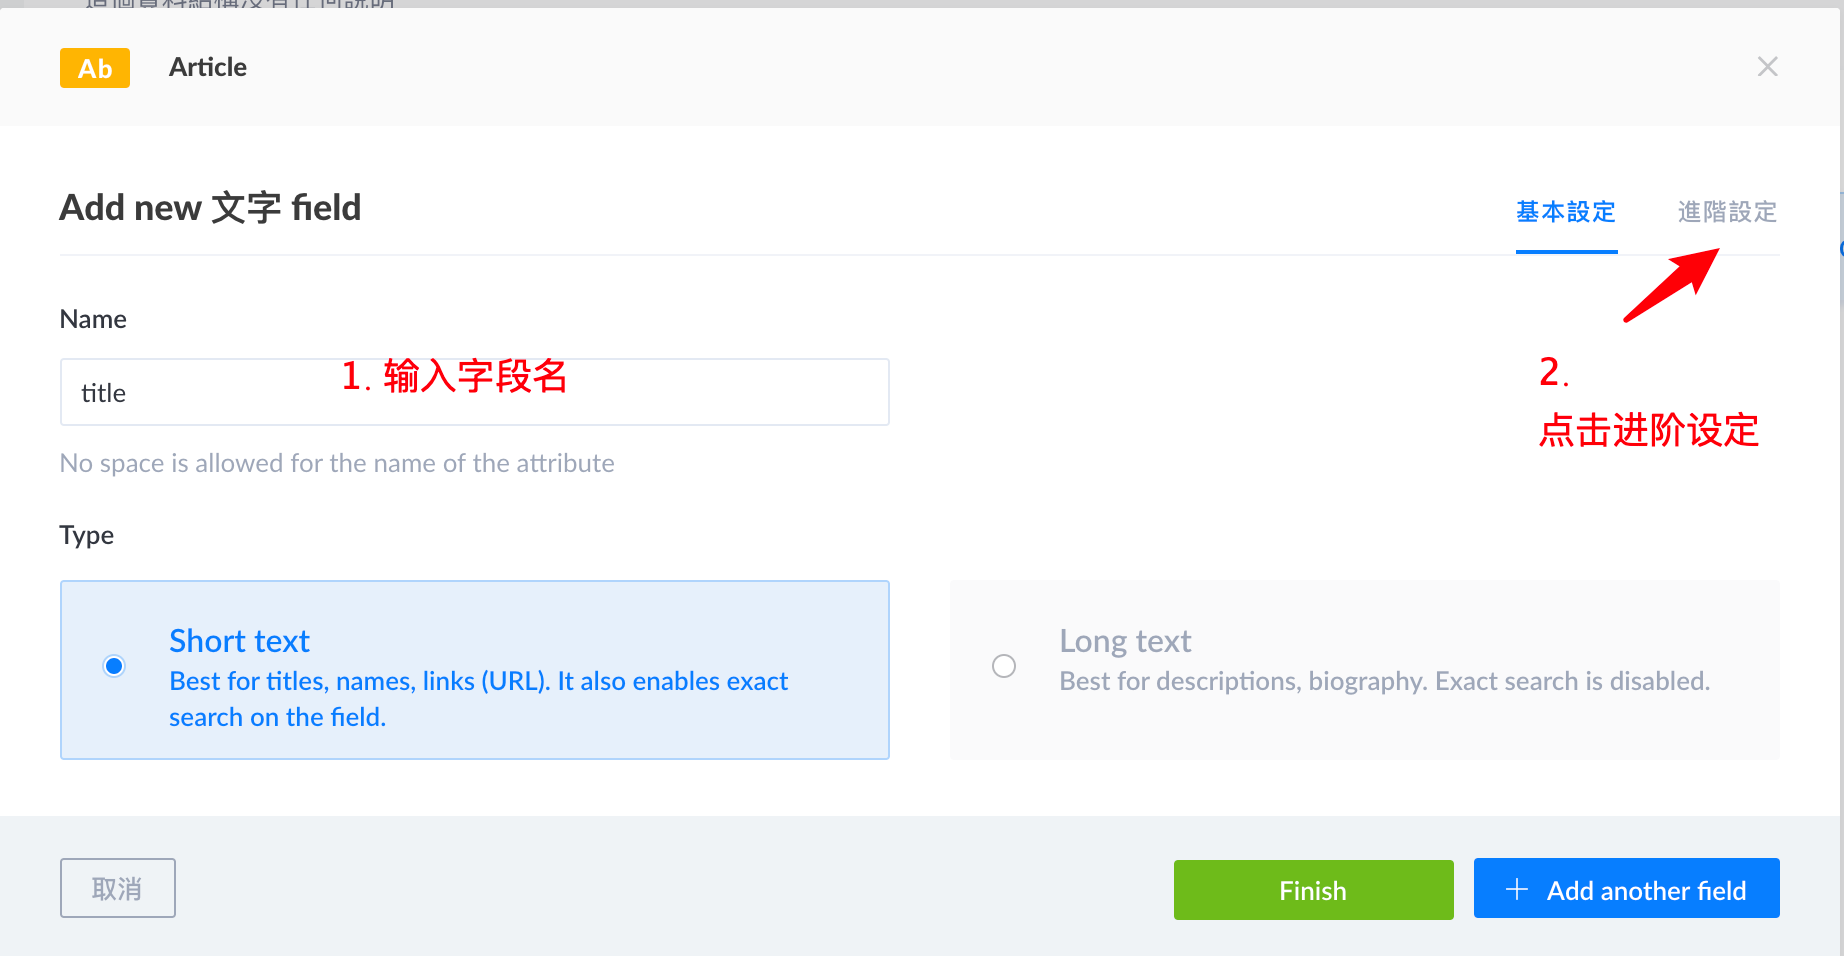 Ab Article
Add new 文字 field
基本設定 進階設定
Name
title
1. 输入字段名
2.
点击进阶设定
No space is allowed for the name of the attribute
Type
Short text
Best for titles, names, links (URL). It also enables exact
search on the field.
Long text
Best for descriptions, biography. Exact search is disabled.
取消
Finish
Add another field